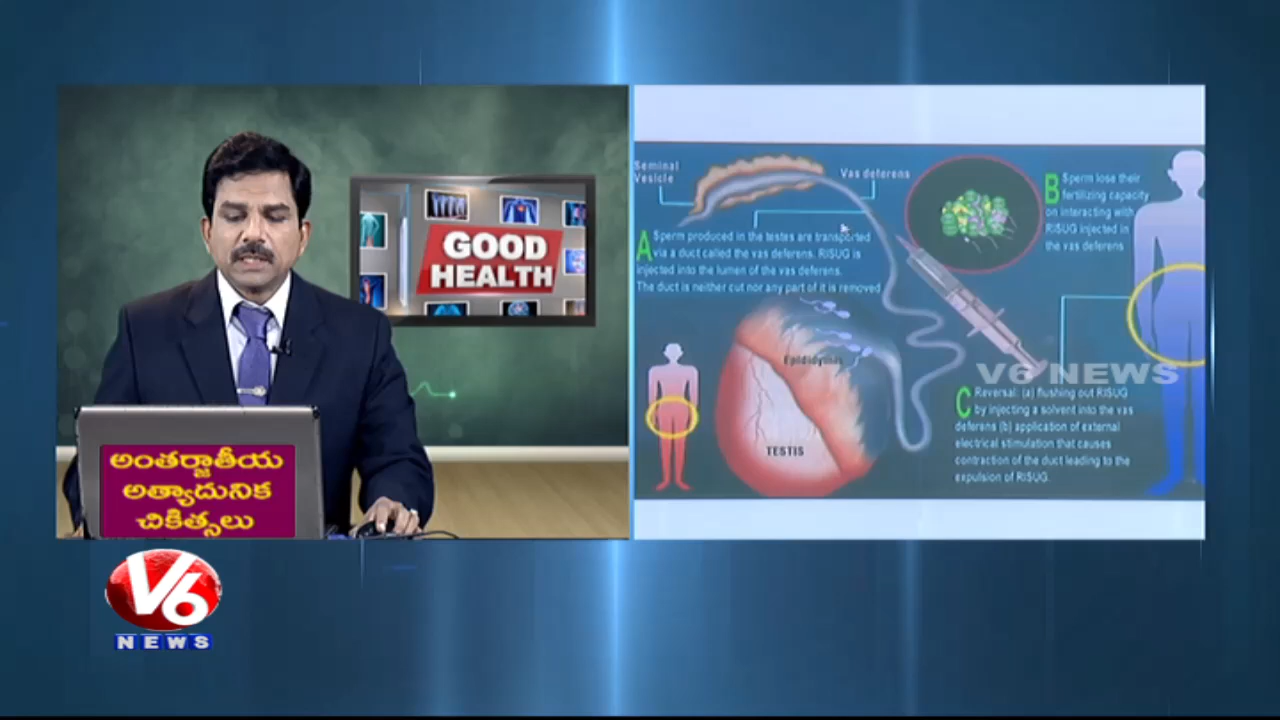 GOOD
HEALTH
అంతర్జాతీయ
అత్యాదునిక
చికిత్సలు
V6
NEWS
Seminal
Vesicle
Vas deferens
A Sperm produced in the testes are transported
via a duct called the vas deferens. RISUG is
injected into the lumen of the vas deferens.
The duct is neither cut nor any part of it is removed
B Sperm lose their
fertilizing capacity
on interacting with
RISUG injected in
the vas deferens
Epididymis
TESTIS
V6 NEWS
C Reversal: (a) flushing out RISUG
by injecting a solvent into the vas
deferens (b) application of external
electrical stimulation that causes
contraction of the duct leading to the
expulsion of RISUG.